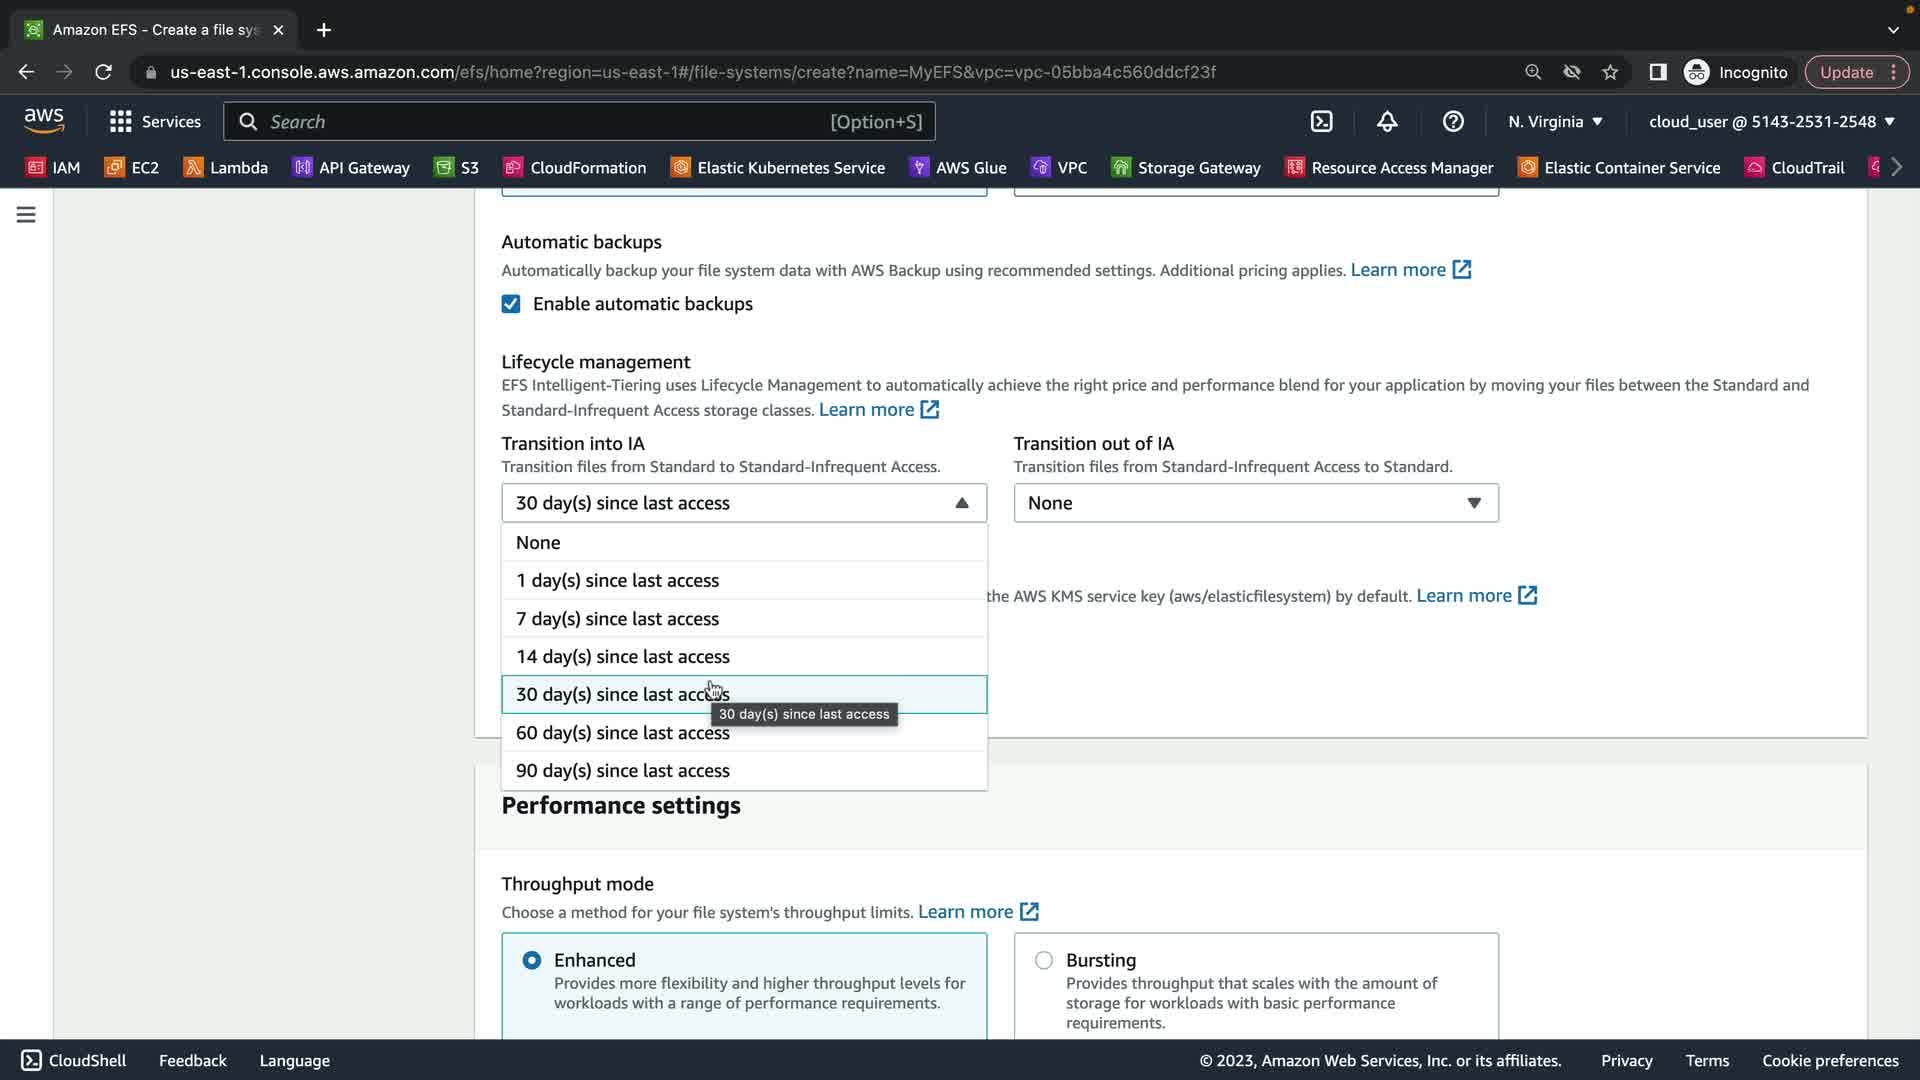 Amazon EFS - Create a file sys
us-east-1.console.aws.amazon.com/efs/home?region=us-east-1#/file-systems/create?name=MyEFS&vpc=vpc-05bba4c560ddcf23f
Incognito
Update
aws
Services
Search
[Option+S]
N. Virginia
cloud_user @ 5143-2531-2548
IAM
EC2
Lambda
API Gateway
S3
CloudFormation
Elastic Kubernetes Service
AWS Glue
VPC
Storage Gateway
Resource Access Manager
Elastic Container Service
CloudTrail
Automatic backups
Automatically backup your file system data with AWS Backup using recommended settings. Additional pricing applies. Learn more
Enable automatic backups
Lifecycle management
EFS Intelligent-Tiering uses Lifecycle Management to automatically achieve the right price and performance blend for your application by moving your files between the Standard and
Standard-Infrequent Access storage classes. Learn more
Transition into IA
Transition files from Standard to Standard-Infrequent Access.
30 day(s) since last access
Transition out of IA
Transition files from Standard-Infrequent Access to Standard.
None
None
1 day(s) since last access
7 day(s) since last access
14 day(s) since last access
30 day(s) since last access
30 day(s) since last access
60 day(s) since last access
90 day(s) since last access
the AWS KMS service key (aws/elasticfilesystem) by default. Learn more
Performance settings
Throughput mode
Choose a method for your file system's throughput limits. Learn more
Enhanced
Provides more flexibility and higher throughput levels for
workloads with a range of performance requirements.
Bursting
Provides throughput that scales with the amount of
storage for workloads with basic performance
requirements.
CloudShell
Feedback
Language
© 2023, Amazon Web Services, Inc. or its affiliates.
Privacy
Terms
Cookie preferences